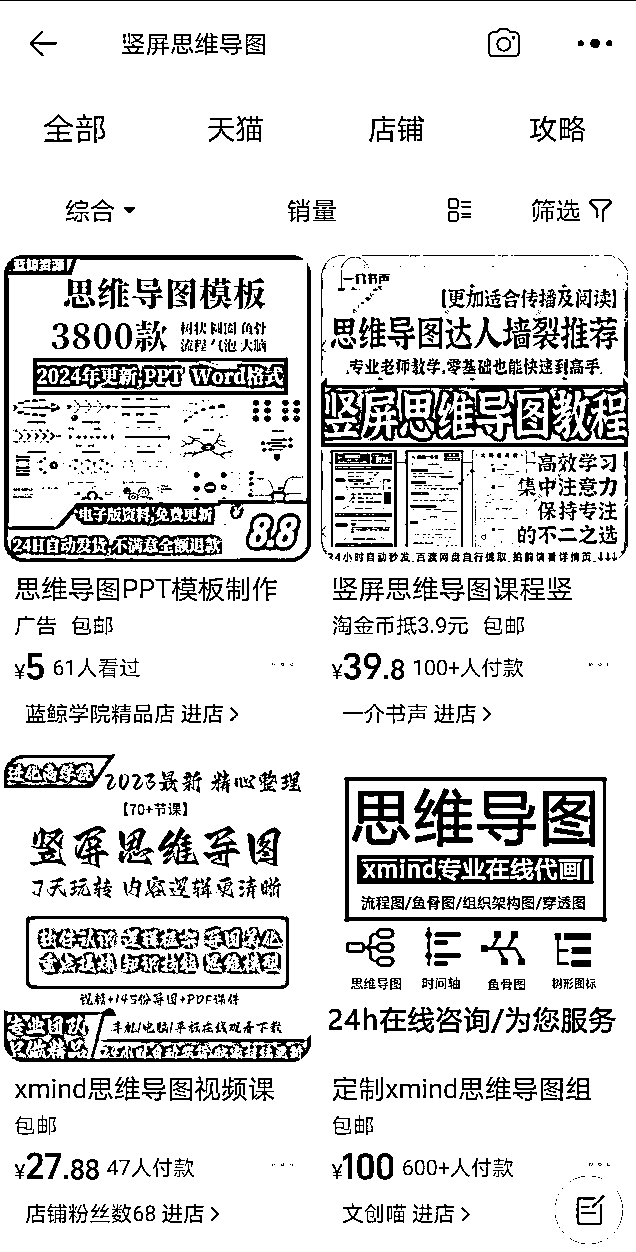 竖屏思维导图
全部 天猫 店铺 攻略
综合 销量 筛选
思维导图模板
3800款 树状 圆圈 鱼骨
流程 气泡 大脑
2024年更新,PPT Word格式
电子版资料,免费更新
¥8.8
24H自动发货,不满意全额退款
思维导图PPT模板制作
广告 包邮
¥5 61人看过
蓝鲸学院精品店 进店
一介书声
【更加适合传播及阅读】
思维导图达人墙裂推荐
专业老师教学,零基础也能快速到高手
竖屏思维导图教程
高效学习
集中注意力
保持专注
的不二之选
24小时自动秒发,百度网盘自行提取,拍前请看详情页
竖屏思维导图课程竖
淘金币抵3.9元 包邮
¥39.8 100+人付款
一介书声 进店
2023最新 精心整理
【70+节课】
竖屏思维导图
7天玩转 内容逻辑更清晰
软件认识 逻辑框架 导图美化
视频+145份导图+PDF课件
专业团队
手机/电脑/平板在线观看下载
xmind思维导图视频课
包邮
¥27.88 47人付款
店铺粉丝数68 进店
思维导图
xmind专业在线代画
流程图/鱼骨图/组织架构图/穿透图
思维导图 时间轴 鱼骨图 树形图标
24h在线咨询/为您服务
定制xmind思维导图组
包邮
¥100 600+人付款
文创喵 进店